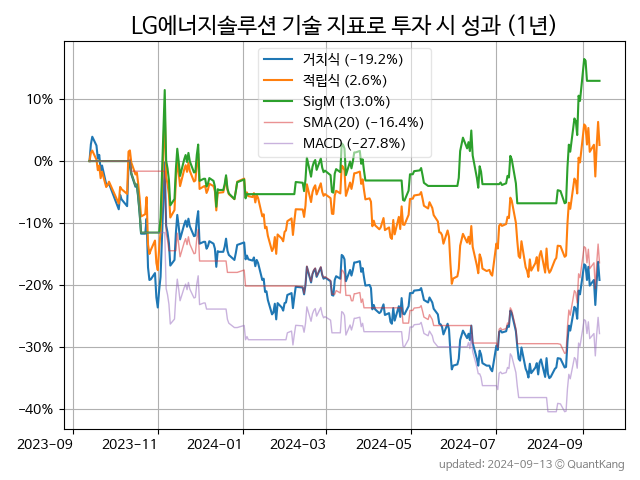 LG에너지솔루션 기술 지표로 투자 시 성과 (1년)
거치식 (−19.2%)
적립식 (2.6%)
SigM (13.0%)
SMA(20) (−16.4%)
MACD (−27.8%)
10%
0%
−10%
−20%
−30%
−40%
2023-09 2023-11 2024-01 2024-03 2024-05 2024-07 2024-09
updated: 2024-09-13 © QuantKang